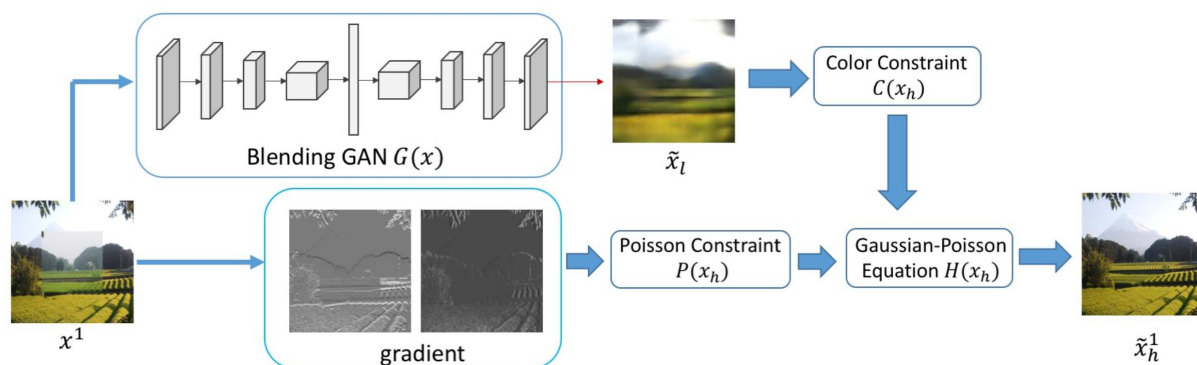 Blending GAN G(x)
x̃_l
Color Constraint
C(x_h)
x^1
gradient
Poisson Constraint
P(x_h)
Gaussian-Poisson
Equation H(x_h)
x̃_h^1